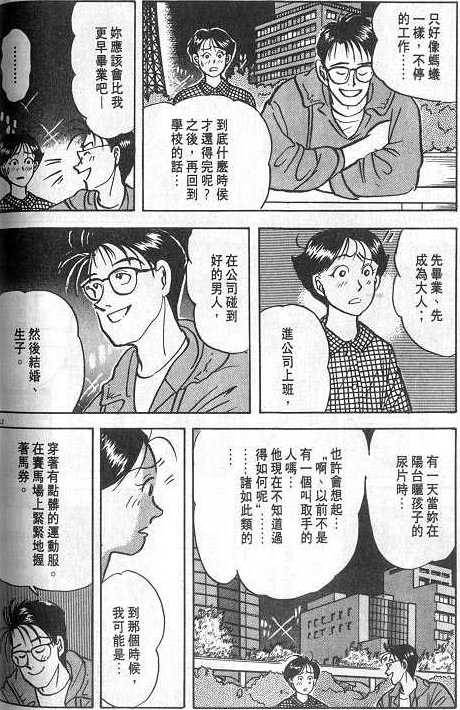 只好像螞蟻
一樣，不停
的工作……
到底什麼時侯
才還得完呢？
之後，再回到
學校的話…
妳應該會比我
更早畢業吧—
………
先畢業、先
成為大人；
進公司上班，
在公司碰到
好的男人，
然後結婚、
生子。
有一天當妳在
陽台曬孩子的
尿片時…
也許會想起…
“啊、以前不是
有一個叫取手的
人嗎…
他現在不知道過
得如何呢”……
……諸如此類的
到那個時候，
我可能是…
穿著有點髒的運動服。
在賽馬場上緊緊地握
著馬券。